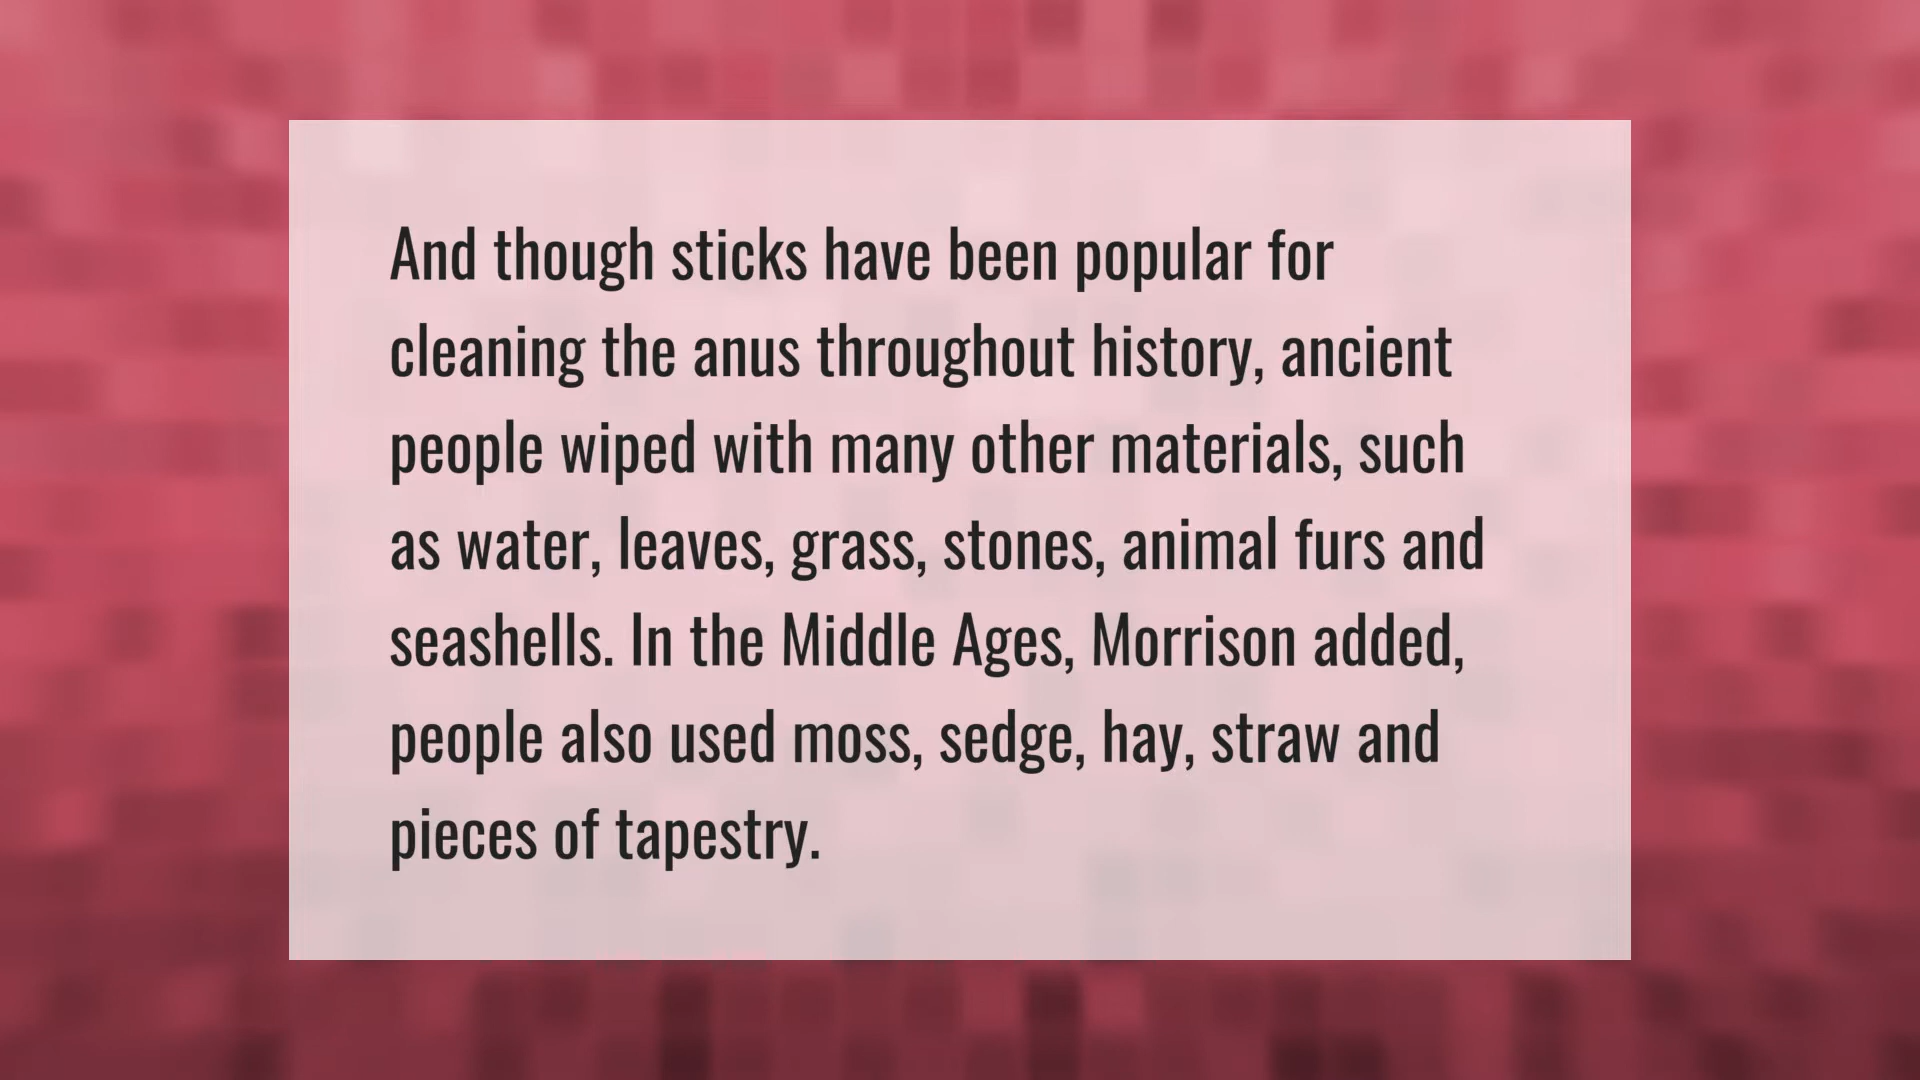 And though sticks have been popular for
cleaning the anus throughout history, ancient
people wiped with many other materials, such
as water, leaves, grass, stones, animal furs and
seashells. In the Middle Ages, Morrison added,
people also used moss, sedge, hay, straw and
pieces of tapestry.